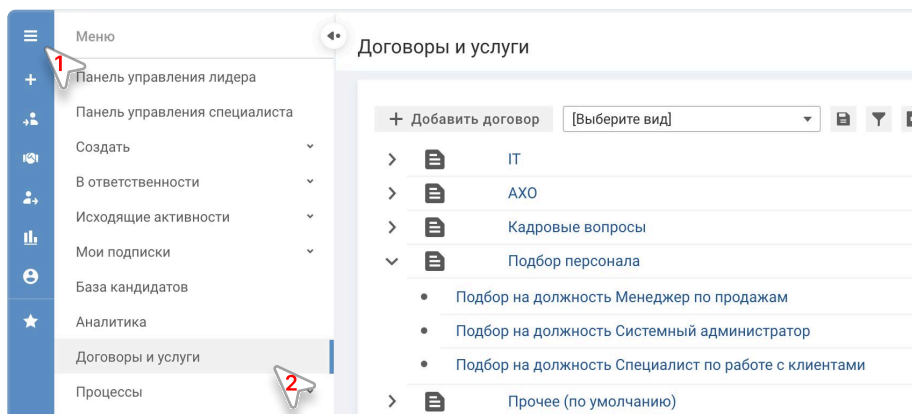 Меню
1
Панель управления лидера
Панель управления специалиста
Создать
В ответственности
Исходящие активности
Мои подписки
База кандидатов
Аналитика
Договоры и услуги
2
Процессы
Договоры и услуги
+ Добавить договор [Выберите вид]
IT
АХО
Кадровые вопросы
Подбор персонала
• Подбор на должность Менеджер по продажам
• Подбор на должность Системный администратор
• Подбор на должность Специалист по работе с клиентами
Прочее (по умолчанию)